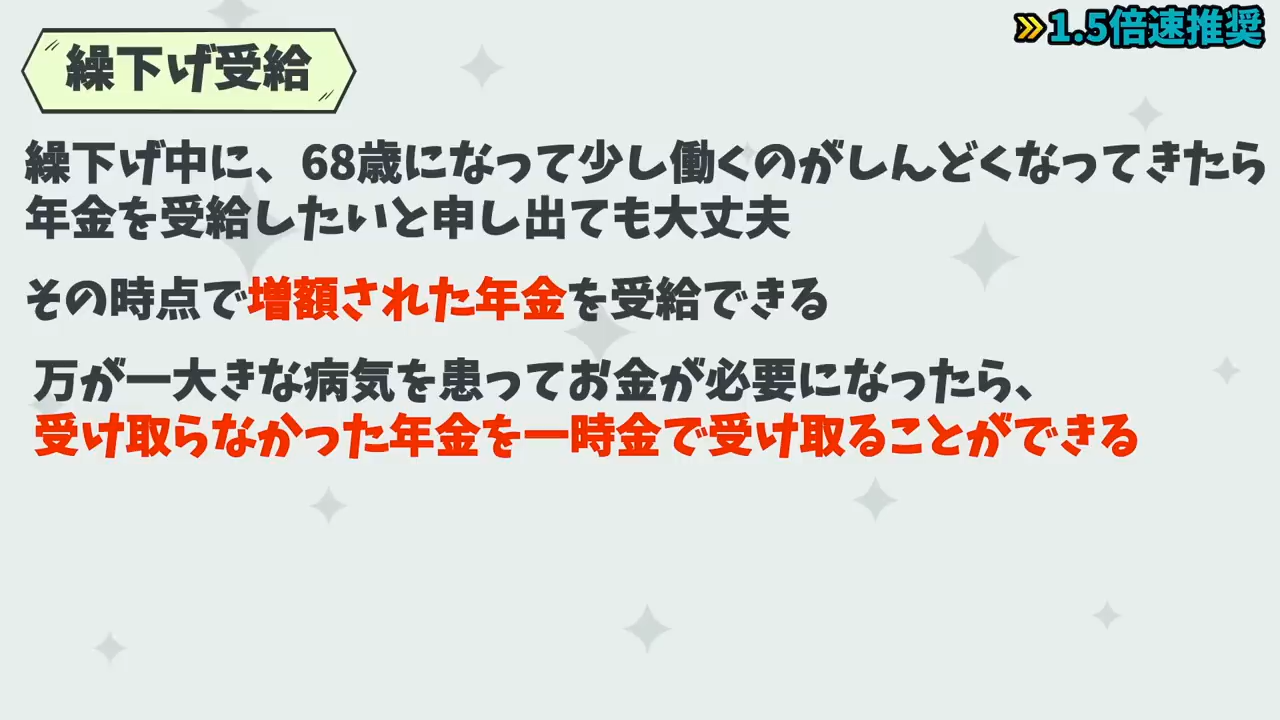 繰下げ受給
1.5倍速推奨
繰下げ中に、68歳になって少し働くのがしんどくなってきたら
年金を受給したいと申し出ても大丈夫
その時点で増額された年金を受給できる
万が一大きな病気を患ってお金が必要になったら、
受け取らなかった年金を一時金で受け取ることができる